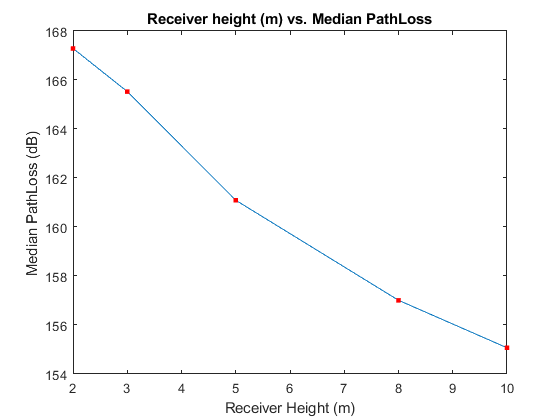 Receiver height (m) vs. Median PathLoss
168
166
164
162
160
158
156
154
Median PathLoss (dB)
2 3 4 5 6 7 8 9 10
Receiver Height (m)